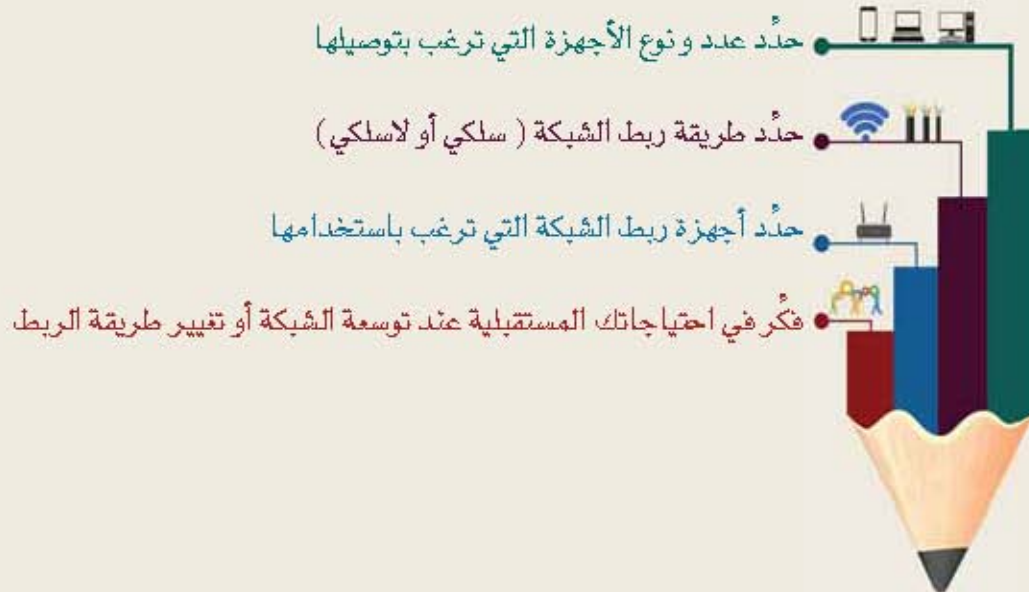 حدِّد عدد و نوع الأجهزة التي ترغب بتوصيلها
حدِّد طريقة ربط الشبكة ( سلكي أو لاسلكي )
حدِّد أجهزة ربط الشبكة التي ترغب باستخدامها
فكِّر في احتياجاتك المستقبلية عند توسعة الشبكة أو تغيير طريقة الربط